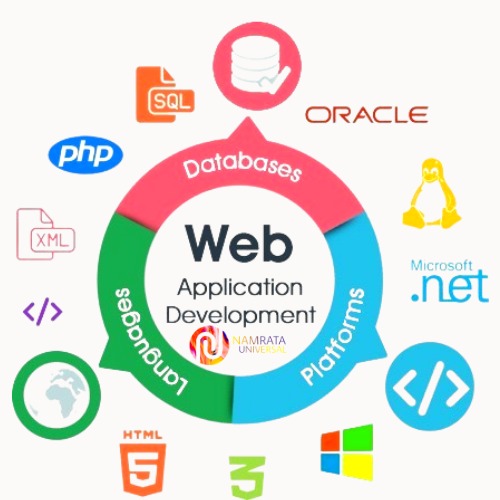 SQL
ORACLE
php
Databases
XML
Web
Application
Development
Microsoft
.net
NAMRATA
UNIVERSAL
Languages
Platforms
</>
</>
HTML
5
3